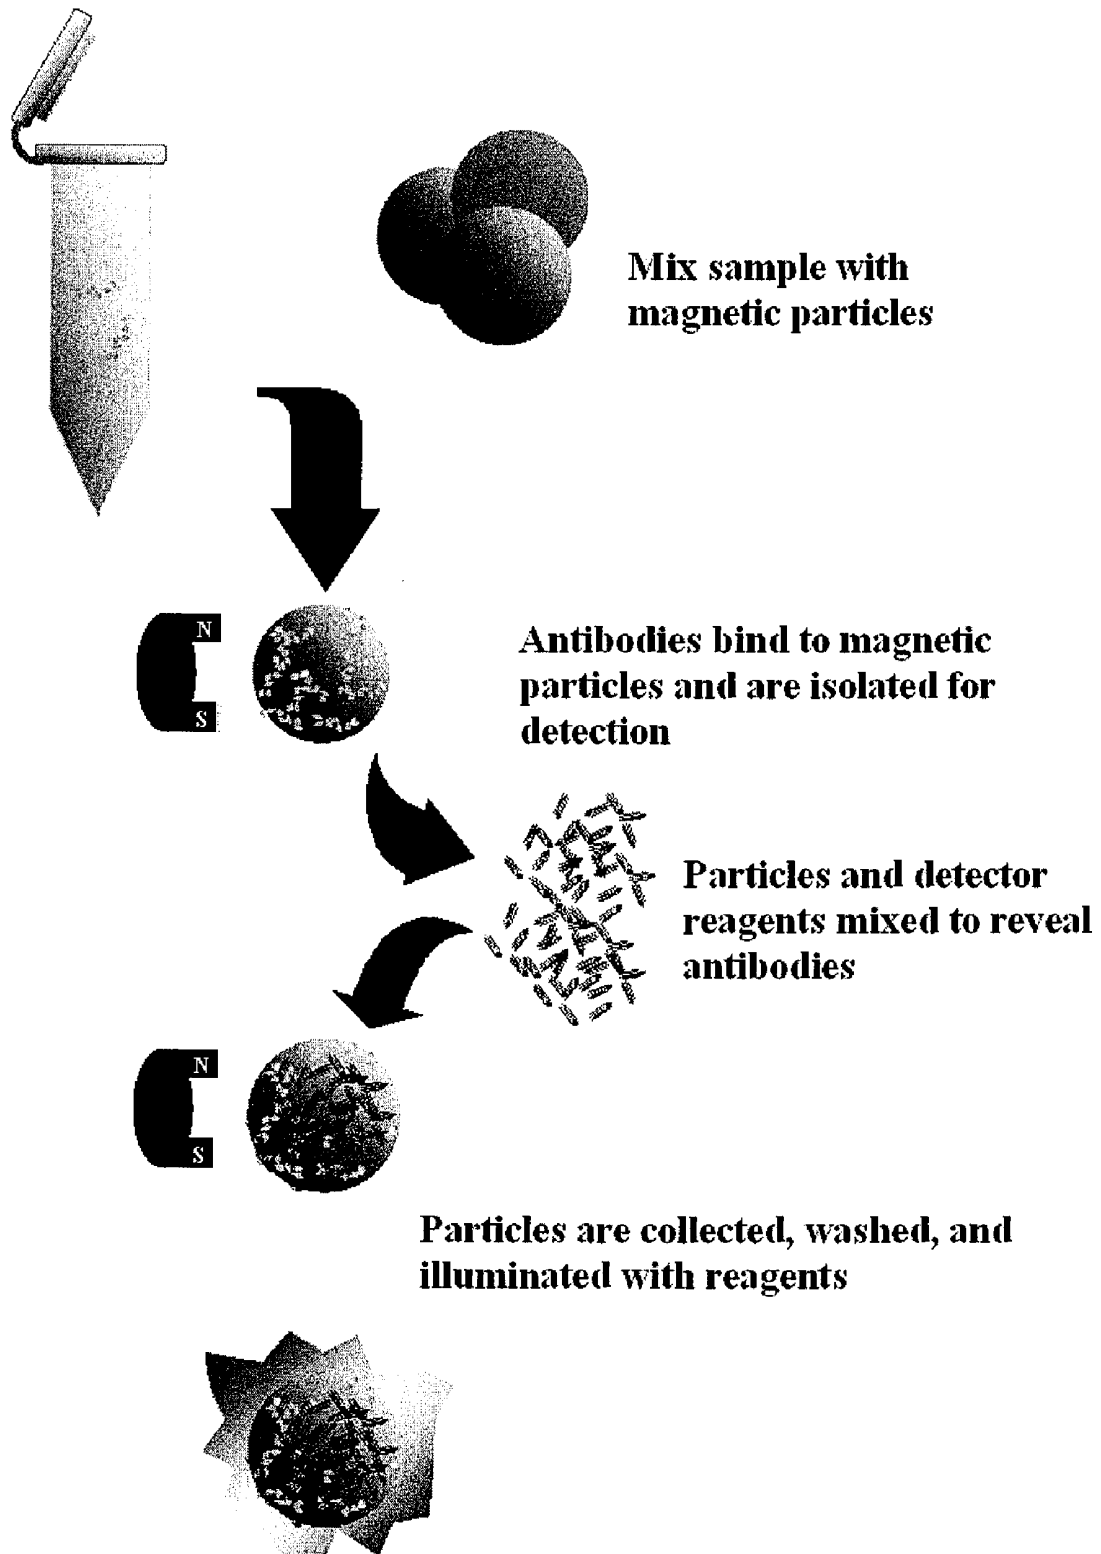 Mix sample with
magnetic particles
N
S
Antibodies bind to magnetic
particles and are isolated for
detection
Particles and detector
reagents mixed to reveal
antibodies
N
S
Particles are collected, washed, and
illuminated with reagents